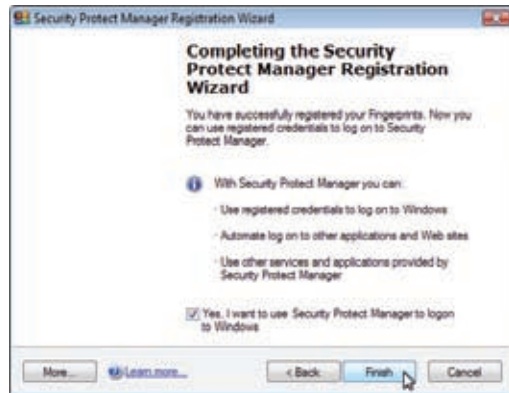 Security Protect Manager Registration Wizard
Completing the Security
Protect Manager Registration
Wizard
You have successfully registered your Fingerprints. Now you
can use registered credentials to log on to Security
Protect Manager.
With Security Protect Manager you can:
· Use registered credentials to log on to Windows
· Automate log on to other applications and Web sites
· Use other services and applications provided by
Security Protect Manager
Yes, I want to use Security Protect Manager to logon
to Windows
More... Learn more... < Back Finish Cancel